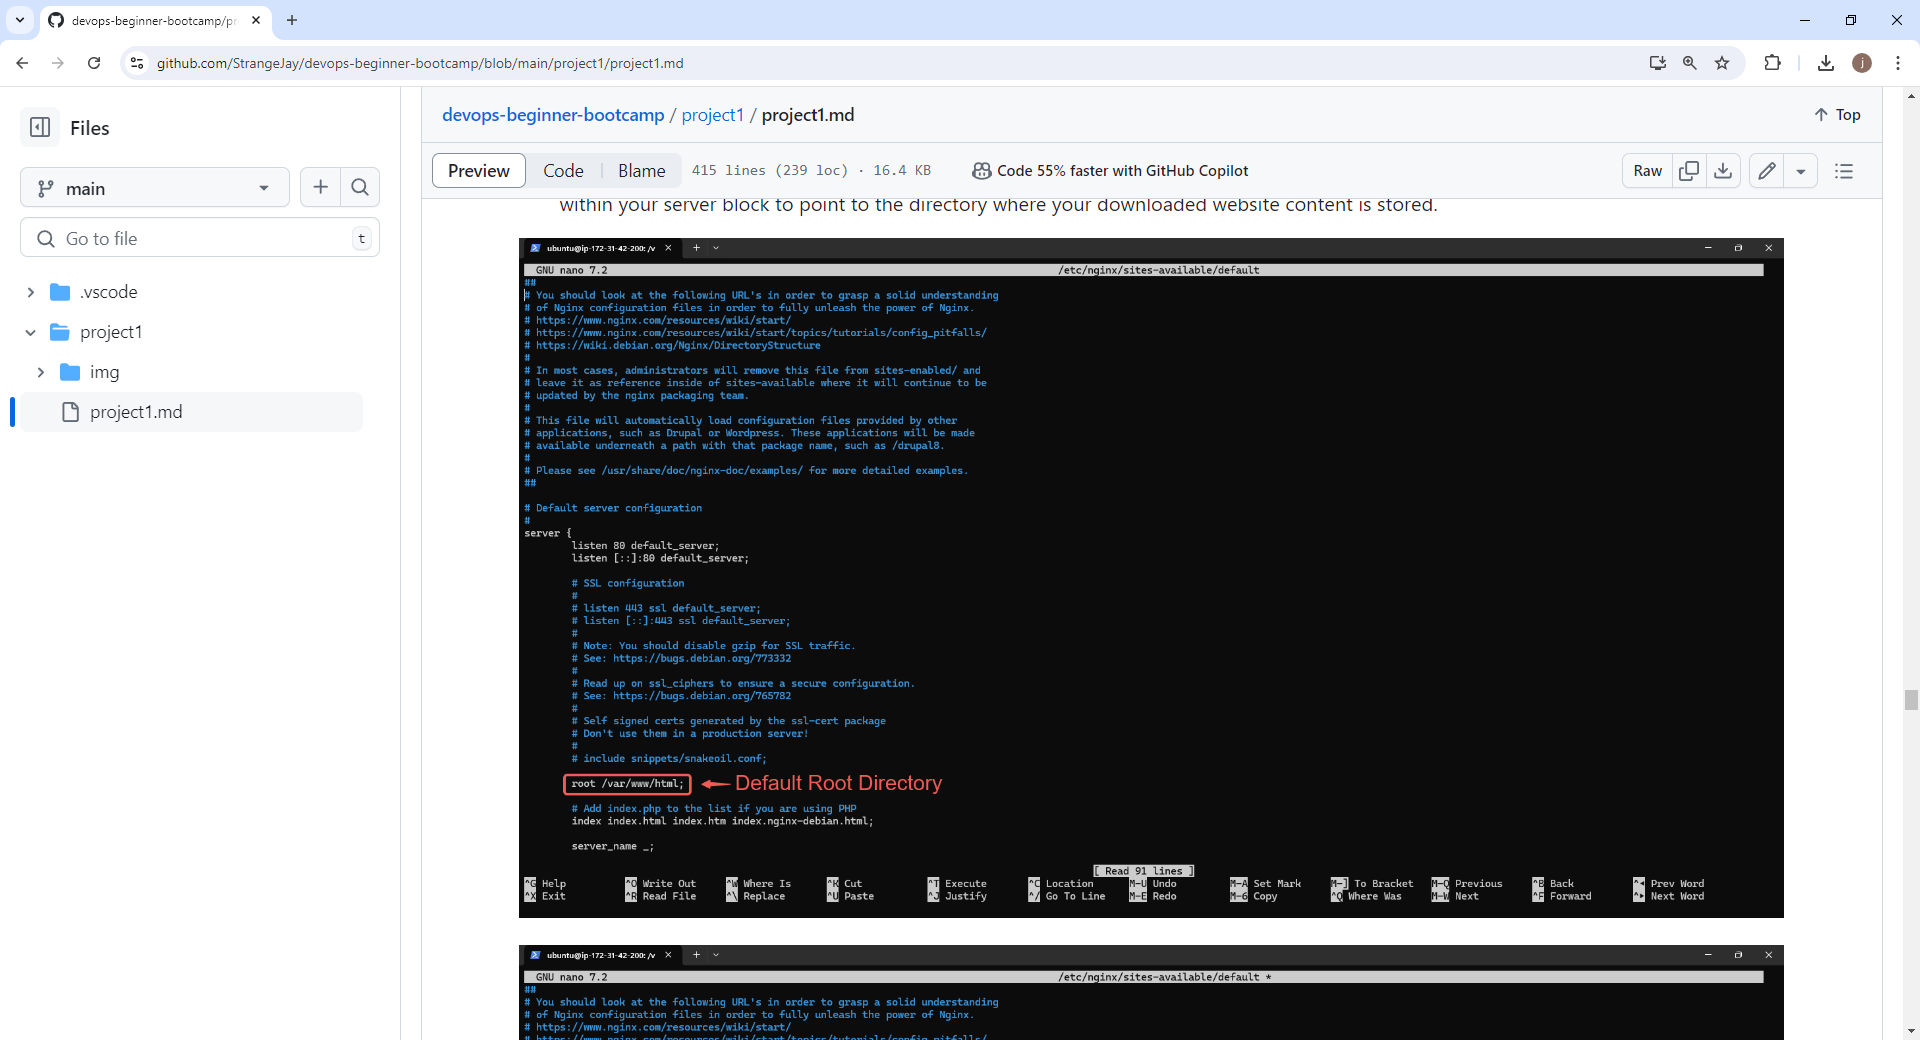 devops-beginner-bootcamp/pr
github.com/StrangeJay/devops-beginner-bootcamp/blob/main/project1/project1.md
j
Files
main
Go to file
t
.vscode
project1
img
project1.md
devops-beginner-bootcamp / project1 / project1.md
Top
Preview Code Blame 415 lines (239 loc) · 16.4 KB Code 55% faster with GitHub Copilot Raw
within your server block to point to the directory where your downloaded website content is stored.
ubuntu@ip-172-31-42-200: /v
GNU nano 7.2 /etc/nginx/sites-available/default
##
# You should look at the following URL's in order to grasp a solid understanding
# of Nginx configuration files in order to fully unleash the power of Nginx.
# https://www.nginx.com/resources/wiki/start/
# https://www.nginx.com/resources/wiki/start/topics/tutorials/config_pitfalls/
# https://wiki.debian.org/Nginx/DirectoryStructure
#
# In most cases, administrators will remove this file from sites-enabled/ and
# leave it as reference inside of sites-available where it will continue to be
# updated by the nginx packaging team.
#
# This file will automatically load configuration files provided by other
# applications, such as Drupal or Wordpress. These applications will be made
# available underneath a path with that package name, such as /drupal8.
#
# Please see /usr/share/doc/nginx-doc/examples/ for more detailed examples.
##
# Default server configuration
#
server {
listen 80 default_server;
listen [::]:80 default_server;
# SSL configuration
#
# listen 443 ssl default_server;
# listen [::]:443 ssl default_server;
#
# Note: You should disable gzip for SSL traffic.
# See: https://bugs.debian.org/773332
#
# Read up on ssl_ciphers to ensure a secure configuration.
# See: https://bugs.debian.org/765782
#
# Self signed certs generated by the ssl-cert package
# Don't use them in a production server!
#
# include snippets/snakeoil.conf;
root /var/www/html; Default Root Directory
# Add index.php to the list if you are using PHP
index index.html index.htm index.nginx-debian.html;
server_name _;
[ Read 91 lines ]
^G Help ^O Write Out ^W Where Is ^K Cut ^T Execute ^C Location M-U Undo M-A Set Mark M-] To Bracket M-Q Previous ^B Back ^◂ Prev Word
^X Exit ^R Read File ^\ Replace ^U Paste ^J Justify ^/ Go To Line M-E Redo M-6 Copy ^Q Where Was M-W Next ^F Forward ^▸ Next Word
ubuntu@ip-172-31-42-200: /v
GNU nano 7.2 /etc/nginx/sites-available/default *
##
# You should look at the following URL's in order to grasp a solid understanding
# of Nginx configuration files in order to fully unleash the power of Nginx.
# https://www.nginx.com/resources/wiki/start/
# https://www.nginx.com/resources/wiki/start/topics/tutorials/config_pitfalls/